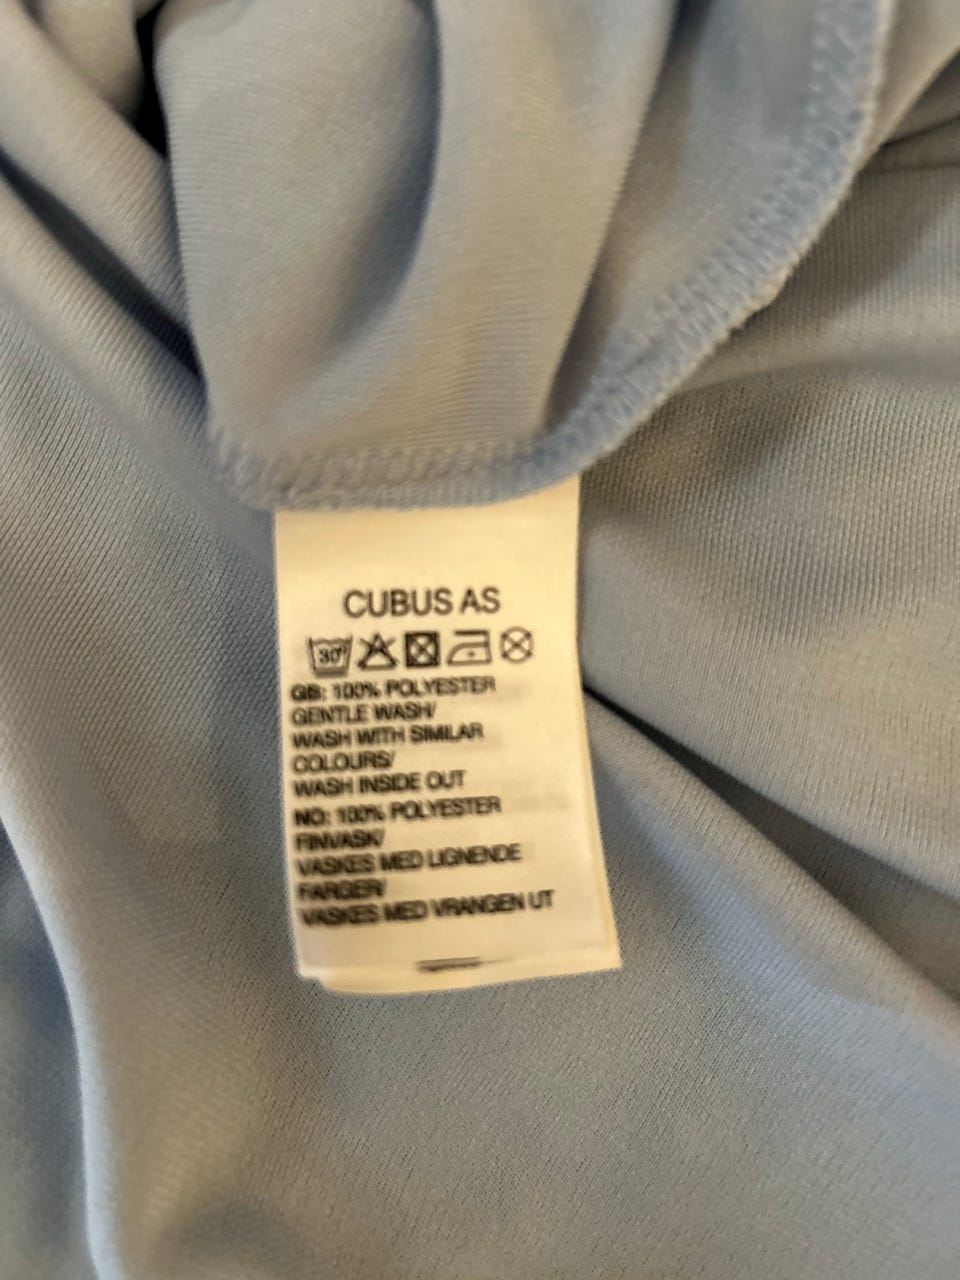 CUBUS AS
30°
GB: 100% POLYESTER
GENTLE WASH/
WASH WITH SIMILAR
COLOURS/
WASH INSIDE OUT
NO: 100% POLYESTER
FINVASK/
VASKES MED LIGNENDE
FARGER/
VASKES MED VRANGEN UT